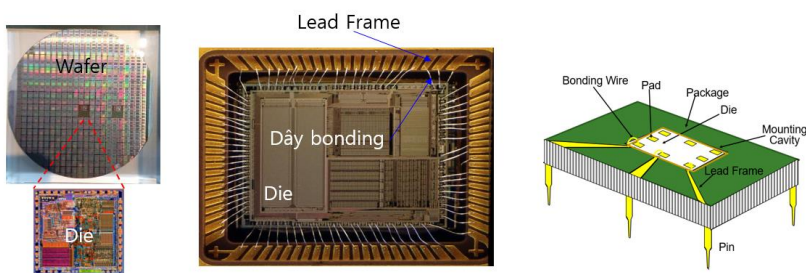 Wafer
Die
Lead Frame
Dây bonding
Die
Bonding Wire
Pad
Package
Die
Mounting
Cavity
Lead Frame
Pin